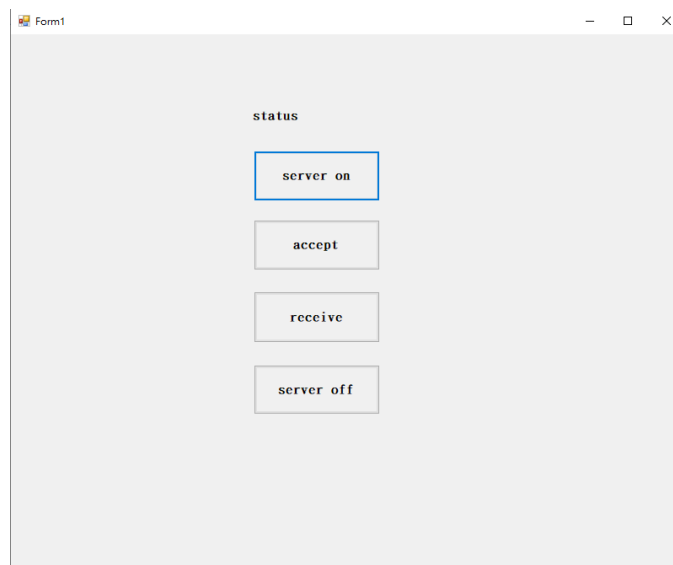 Form1
status
server on
accept
receive
server off